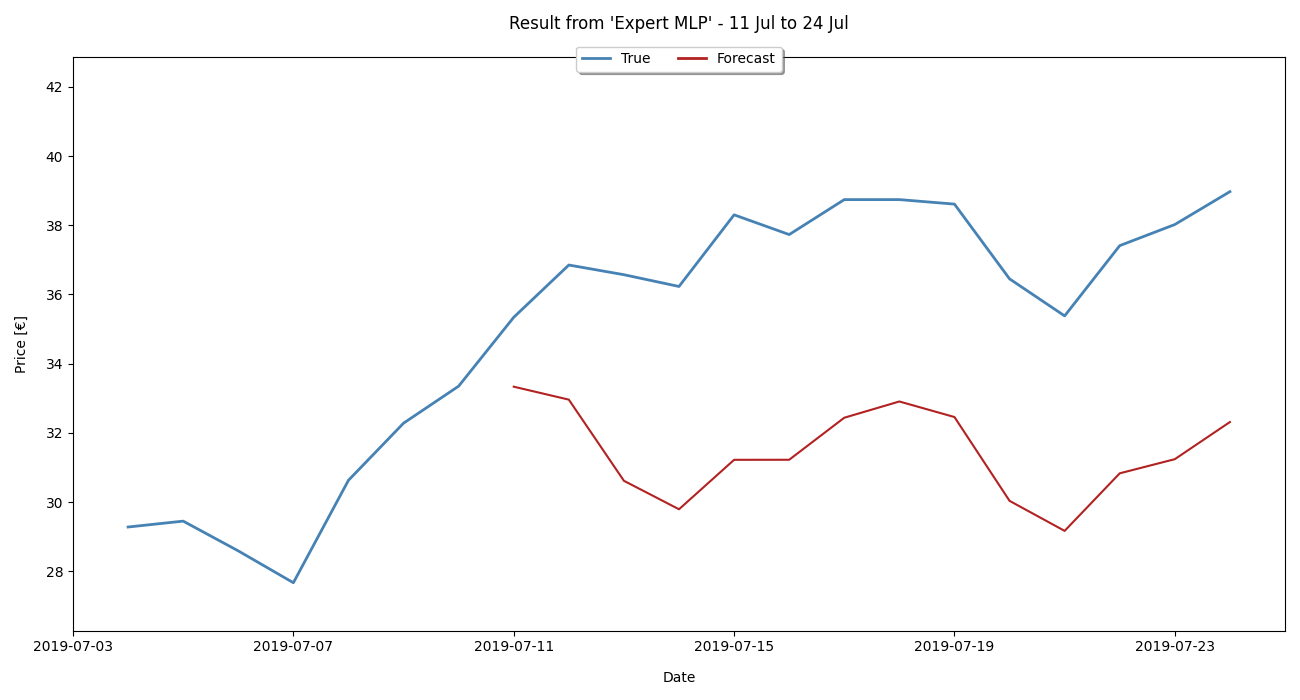 Result from 'Expert MLP' - 11 Jul to 24 Jul
True Forecast
42
40
38
36
34
32
30
28
Price [€]
2019-07-03 2019-07-07 2019-07-11 2019-07-15 2019-07-19 2019-07-23
Date